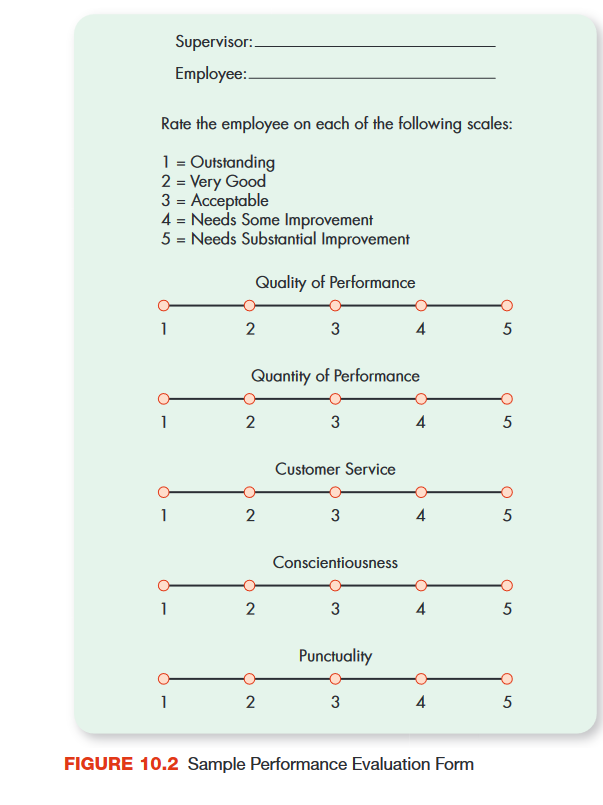 Supervisor:
Employee:
Rate the employee on each of the following scales:
1 = Outstanding
2 = Very Good
3 = Acceptable
4 = Needs Some Improvement
5 = Needs Substantial Improvement
Quality of Performance
1 2 3 4 5
Quantity of Performance
1 2 3 4 5
Customer Service
1 2 3 4 5
Conscientiousness
1 2 3 4 5
Punctuality
1 2 3 4 5
FIGURE 10.2 Sample Performance Evaluation Form